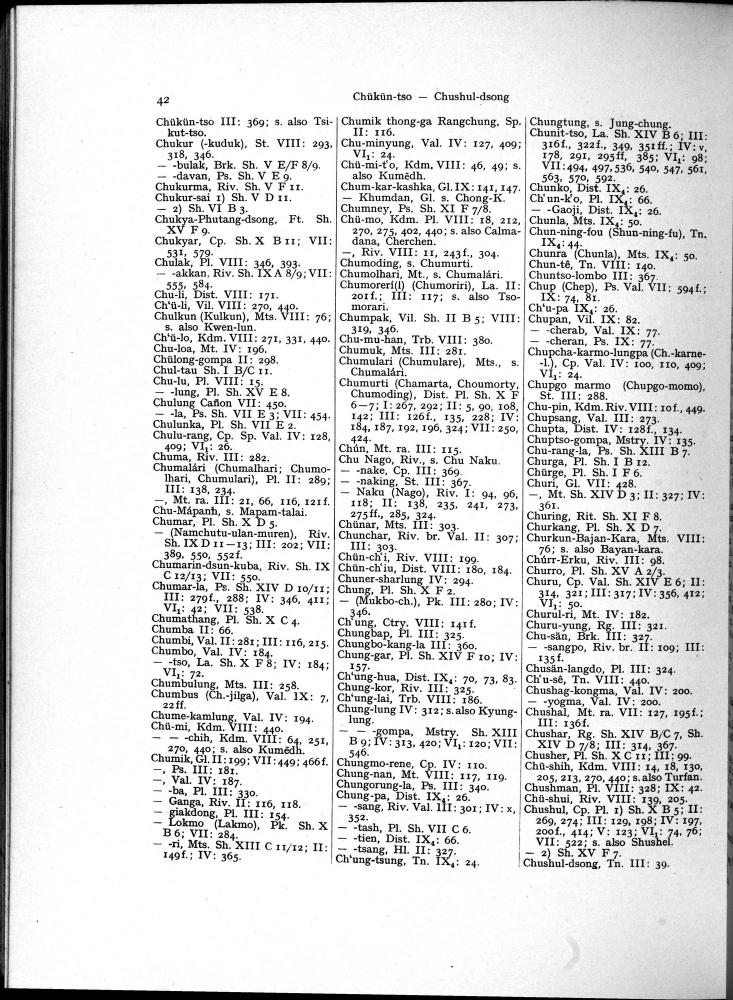 42
Chükün-tso — Chushul-dsong
Chükün-tso III: 369; s. also Tsi-
kut-tso.
Chukur (-kuduk), St. VIII: 293,
318, 346.
— -bulak, Brk. Sh. V E/F 8/9.
— -davan, Ps. Sh. V E 9.
Chukurma, Riv. Sh. V F 11.
Chukur-sai 1) Sh. V D 11.
— 2) Sh. VI B 3.
Chukya-Phutang-dsong, Ft. Sh.
XV F 9.
Chukyar, Cp. Sh. X B 11; VII:
531, 579.
Chulak, Pl. VIII: 346, 393.
— -akkan, Riv. Sh. IX A 8/9; VII:
555, 584.
Chu-li, Dist. VIII: 171.
Ch'ü-li, Vil. VIII: 270, 440.
Chulkun (Kulkun), Mts. VIII: 76;
s. also Kwen-lun.
Ch'ü-lo, Kdm. VIII: 271, 331, 440.
Chu-loa, Mt. IV: 196.
Chülong-gompa II: 298.
Chul-tau Sh. I B/C 11.
Chu-lu, Pl. VIII: 15.
— -lung, Pl. Sh. XV E 8.
Chulung Cañon VII: 450.
— -la, Ps. Sh. VII E 3; VII: 454.
Chulunka, Pl. Sh. VII E 2.
Chulu-rang, Cp. Sp. Val. IV: 128,
409; VI₁: 26.
Chuma, Riv. III: 282.
Chumalári (Chumalhari; Chumo-
lhari, Chumulari), Pl. II: 289;
III: 138, 234.
—, Mt. ra. III: 21, 66, 116, 121f.
Chu-Mápanh, s. Mapam-talai.
Chumar, Pl. Sh. X D 5.
— (Namchutu-ulan-muren), Riv.
Sh. IX D 11—13; III: 202; VII:
389, 550, 552f.
Chumarin-dsun-kuba, Riv. Sh. IX
C 12/13; VII: 550.
Chumar-la, Ps. Sh. XIV D 10/11;
III: 279f., 288; IV: 346, 411;
VI₁: 42; VII: 538.
Chumathang, Pl. Sh. X C 4.
Chumba II: 66.
Chumbi, Val. II: 281; III: 116, 215.
Chumbo, Val. IV: 184.
— -tso, La. Sh. X F 8; IV: 184;
VI₁: 72.
Chumbulung, Mts. III: 258.
Chumbus (Ch.-jilga), Val. IX: 7,
22ff.
Chume-kamlung, Val. IV: 194.
Chü-mi, Kdm. VIII: 440.
— — -chih, Kdm. VIII: 64, 251,
270, 440; s. also Kumêdh.
Chumik, Gl. II: 199; VII: 449; 466f.
—, Ps. III: 181.
—, Val. IV: 187.
— -ba, Pl. III: 330.
— Ganga, Riv. II: 116, 118.
— giakdong, Pl. III: 154.
— Lokmo (Lakmo), Pk. Sh. X
B 6; VII: 284.
— -ri, Mts. Sh. XIII C 11/12; II:
149f.; IV: 365.
Chumik thong-ga Rangchung, Sp.
II: 116.
Chu-minyung, Val. IV: 127, 409;
VI₁: 24.
Chü-mi-t'o, Kdm. VIII: 46, 49; s.
also Kumêdh.
Chum-kar-kashka, Gl. IX: 141, 147.
— Khumdan, Gl. s. Chong-K.
Chumney, Ps. Sh. XI F 7/8.
Chü-mo, Kdm. Pl. VIII: 18, 212,
270, 275, 402, 440; s. also Calma-
dana, Cherchen.
—, Riv. VIII: 11, 243f., 304.
Chumoding, s. Chumurti.
Chumolhari, Mt., s. Chumalári.
Chumorerí(l) (Chumoriri), La. II:
201f.; III: 117; s. also Tso-
morari.
Chumpak, Vil. Sh. II B 5; VIII:
319, 346.
Chu-mu-han, Trb. VIII: 380.
Chumuk, Mts. III: 281.
Chumulari (Chumulare), Mts., s.
Chumalári.
Chumurti (Chamarta, Choumorty,
Chumoding), Dist. Pl. Sh. X F
6—7; I: 267, 292; II: 5, 90, 108,
142; III: 126f., 135, 228; IV:
184, 187, 192, 196, 324; VII: 250,
424.
Chún, Mt. ra. III: 115.
Chu Nago, Riv., s. Chu Naku.
— -nake, Cp. III: 369.
— -naking, St. III: 367.
— Naku (Nago), Riv. I: 94, 96,
118; II: 138, 235, 241, 273,
275ff., 285, 324.
Chünar, Mts. III: 303.
Chunchar, Riv. br. Val. II: 307;
III: 303.
Chün-ch'i, Riv. VIII: 199.
Chün-ch'iu, Dist. VIII: 180, 184.
Chuner-sharlung IV: 294.
Chung, Pl. Sh. X F 2.
— (Mukbo-ch.), Pk. III: 280; IV:
346.
Ch'ung, Ctry. VIII: 141f.
Chungbap, Pl. III: 325.
Chungbo-kang-la III: 360.
Chung-gar, Pl. Sh. XIV F 10; IV:
157.
Ch'ung-hua, Dist. IX₄: 70, 73, 83.
Chung-kor, Riv. III: 325.
Ch'ung-lai, Trb. VIII: 186.
Chung-lung IV: 312; s. also Kyung-
lung.
— — -gompa, Mstry. Sh. XIII
B 9; IV: 313, 420; VI₁: 120; VII:
546.
Chungmo-rene, Cp. IV: 110.
Chung-nan, Mt. VIII: 117, 119.
Chungorung-la, Ps. III: 340.
Chung-pa, Dist. IX₄: 26.
— -sang, Riv. Val. III: 301; IV: x,
352.
— -tash, Pl. Sh. VII C 6.
— -tien, Dist. IX₄: 66.
— -tsang, Hl. II: 327.
Ch'ung-tsung, Tn. IX₄: 24.
Chungtung, s. Jung-chung.
Chunit-tso, La. Sh. XIV B 6; III:
316f., 322f., 349, 351ff.; IV: v,
178, 291, 295ff, 385; VI₁: 98;
VII: 494, 497, 536, 540, 547, 561,
563, 570, 592.
Chunko, Dist. IX₄: 26.
Ch'un-k'o, Pl. IX₄: 66.
— -Gaoji, Dist. IX₄: 26.
Chunla, Mts. IX₄: 50.
Chun-ning-fou (Shun-ning-fu), Tn.
IX₄: 44.
Chunra (Chunla), Mts. IX₄: 50.
Chun-tê, Tn. VIII: 140.
Chuntso-lombo III: 367.
Chup (Chep), Ps. Val. VII: 594f.;
IX: 74, 81.
Ch'u-pa IX₄: 26.
Chupan, Vil. IX: 82.
— -cherab, Val. IX: 77.
— -cheran, Ps. IX: 77.
Chupcha-karmo-lungpa (Ch.-karne-
-l.), Cp. Val. IV: 100, 110, 409;
VI₁: 24.
Chupgo marmo (Chupgo-momo),
St. III: 288.
Chu-pin, Kdm. Riv. VIII: 10f., 449.
Chupsang, Val. III: 273.
Chupta, Dist. IV: 128f., 134.
Chuptso-gompa, Mstry. IV: 135.
Chu-rang-la, Ps. Sh. XIII B 7.
Churga, Pl. Sh. I B 12.
Chürge, Pl. Sh. I F 6.
Churi, Gl. VII: 428.
—, Mt. Sh. XIV D 3; II: 327; IV:
361.
Churing, Rit. Sh. XI F 8.
Churkang, Pl. Sh. X D 7.
Churkun-Bajan-Kara, Mts. VIII:
76; s. also Bayan-kara.
Chúrr-Erku, Riv. III: 98.
Churro, Pl. Sh. XV A 2/3.
Churu, Cp. Val. Sh. XIV E 6; II:
314, 321; III: 317; IV: 356, 412;
VI₁: 50.
Churul-ri, Mt. IV: 182.
Churu-yung, Rg. III: 321.
Chu-sän, Brk. III: 327.
— -sangpo, Riv. br. II: 109; III:
135f.
Chusän-langdo, Pl. III: 324.
Ch'u-sê, Tn. VIII: 440.
Chushag-kongma, Val. IV: 200.
— -yogma, Val. IV: 200.
Chushal, Mt. ra. VII: 127, 195f.;
III: 136f.
Chushar, Rg. Sh. XIV B/C 7, Sh.
XIV D 7/8; III: 314, 367.
Chusher, Pl. Sh. X C 11; III: 99.
Chü-shih, Kdm. VIII: 14, 18, 130,
205, 213, 270, 440; s. also Turfan.
Chushman, Pl. VIII: 328; IX: 42.
Chü-shui, Riv. VIII: 139, 205.
Chushul, Cp. Pl. 1) Sh. X B 5; II:
269, 274; III: 129, 198; IV: 197,
200f., 414; V: 123; VI₁: 74, 76;
VII: 522; s. also Shushel.
— 2) Sh. XV F 7.
Chushul-dsong, Tn. III: 39.